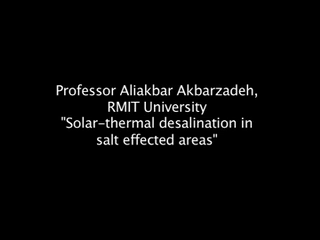 Professor Aliakbar Akbarzadeh,
RMIT University
"Solar-thermal desalination in
salt effected areas"